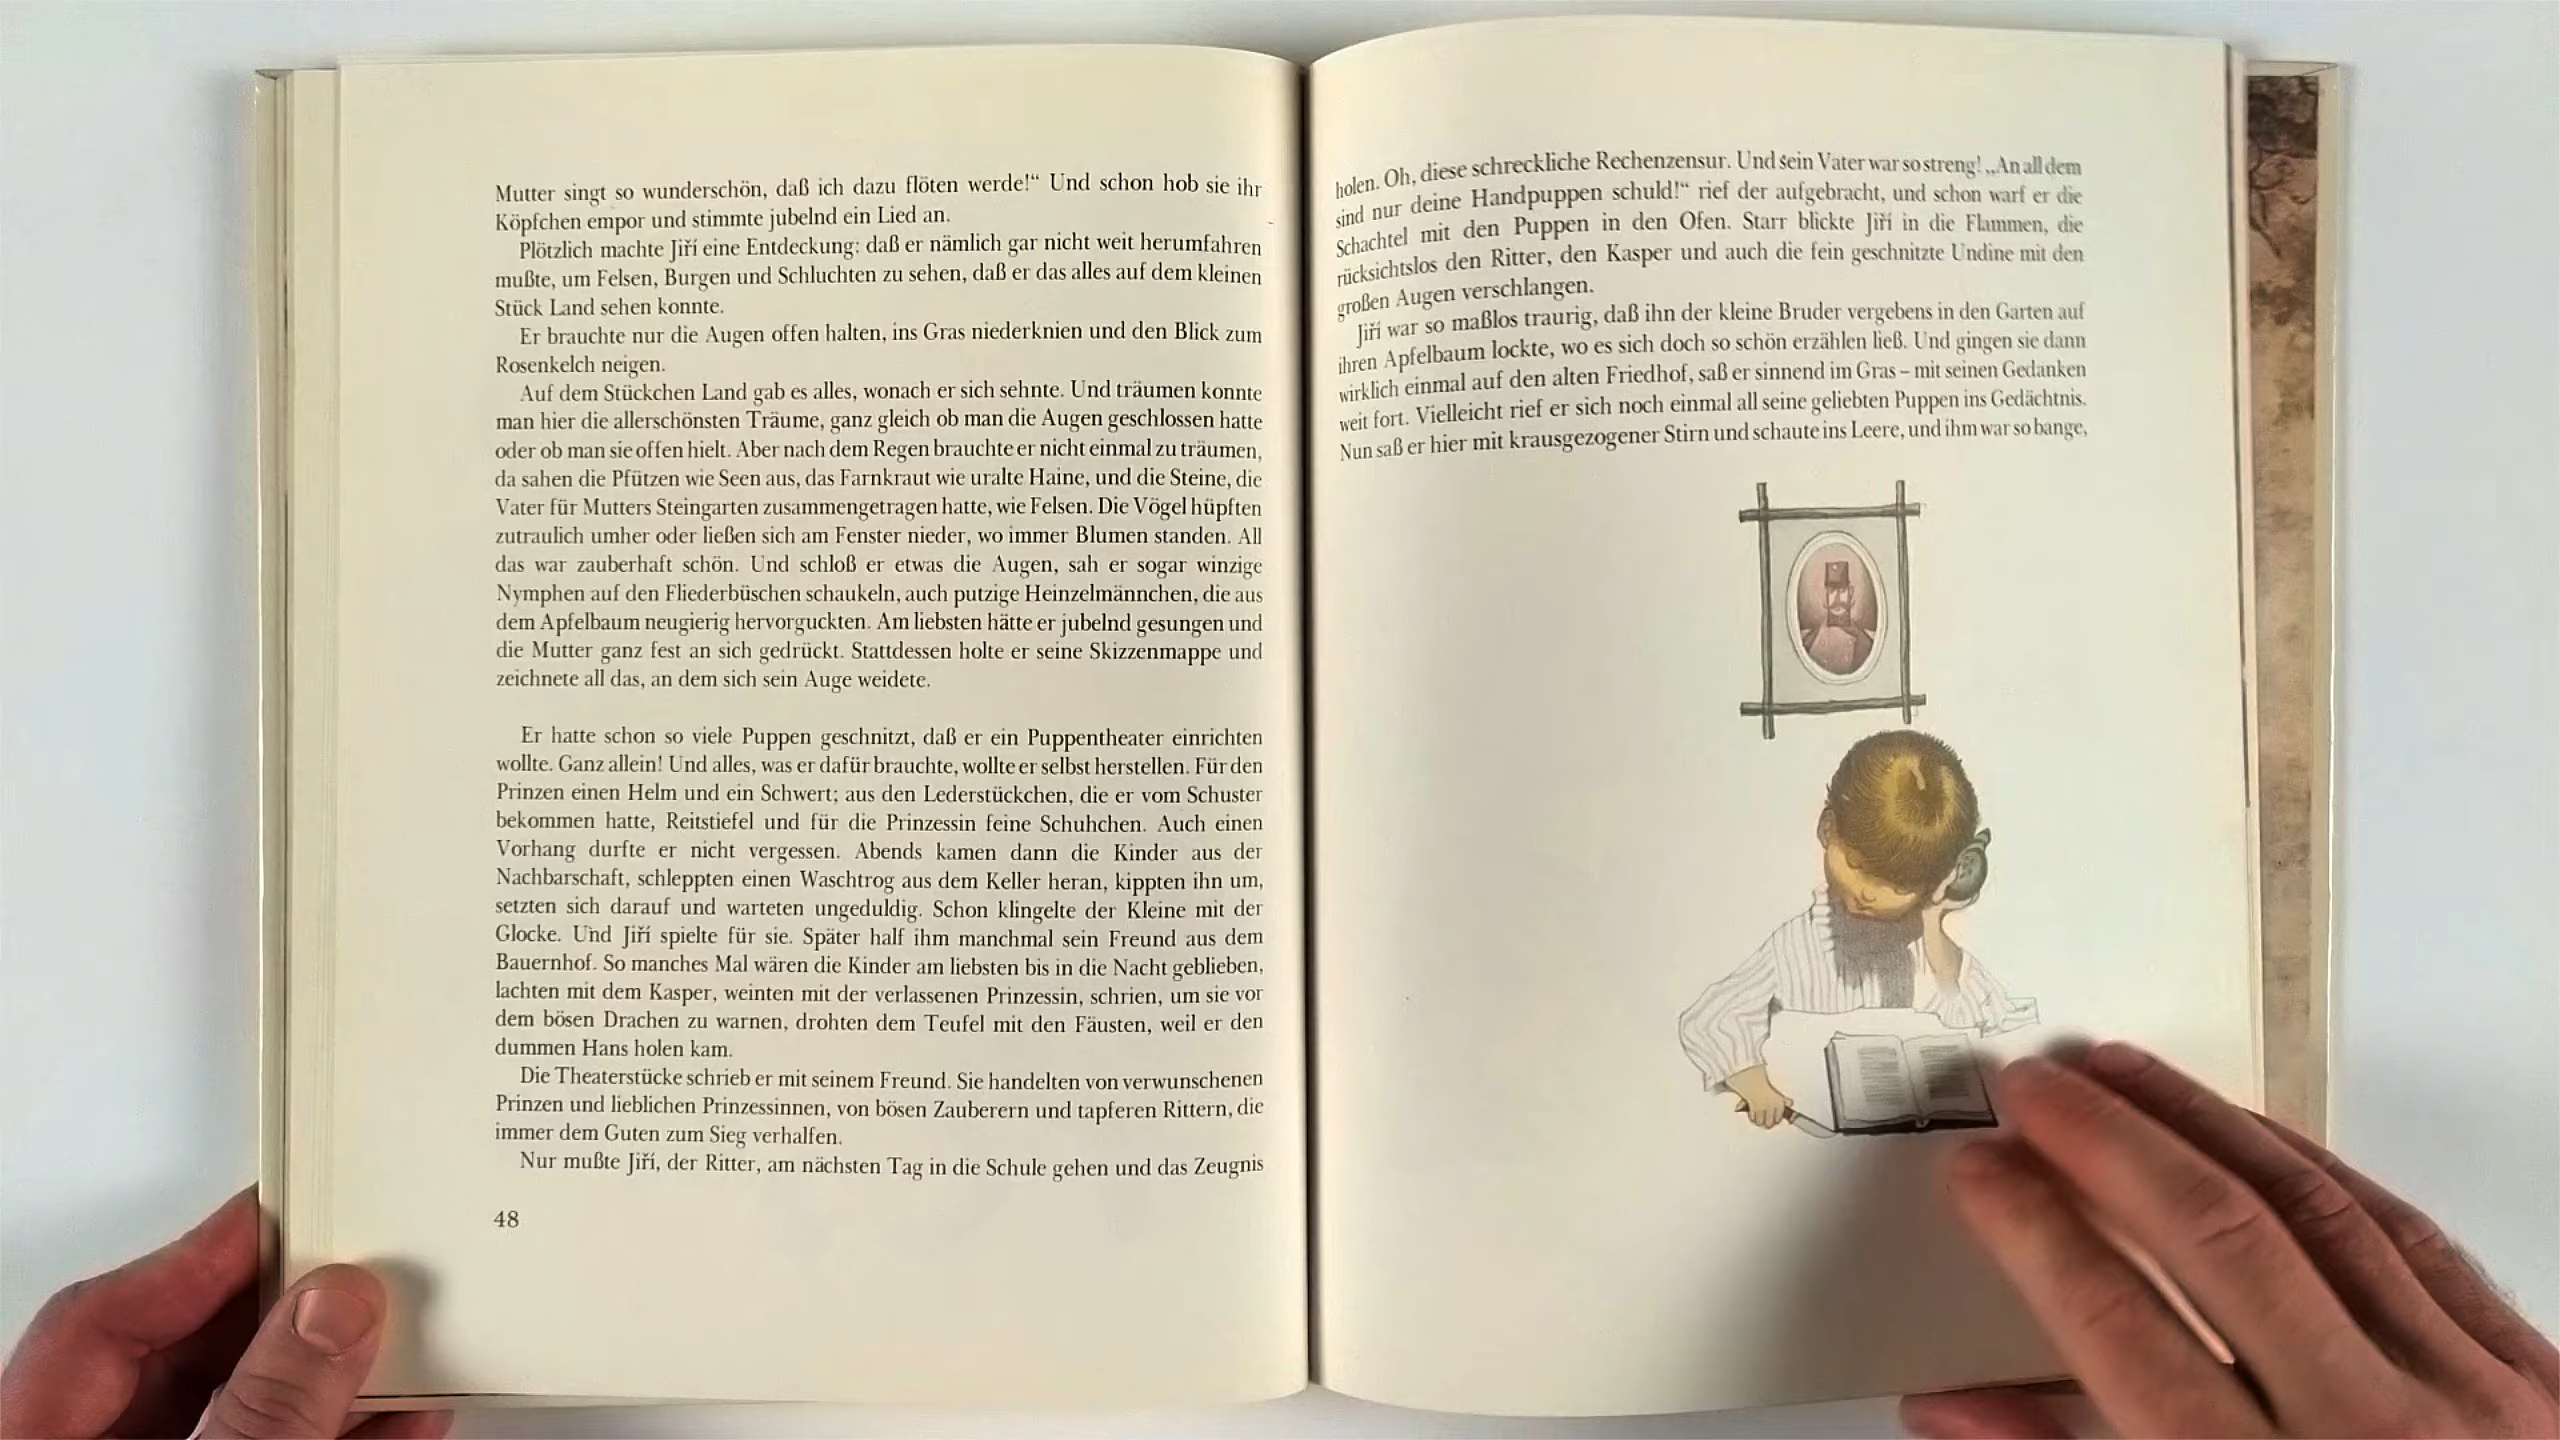 Mutter singt so wunderschön, daß ich dazu flöten werde!“ Und schon hob sie ihr
Köpfchen empor und stimmte jubelnd ein Lied an.
Plötzlich machte Jiří eine Entdeckung: daß er nämlich gar nicht weit herumfahren
mußte, um Felsen, Burgen und Schluchten zu sehen, daß er das alles auf dem kleinen
Stück Land sehen konnte.
Er brauchte nur die Augen offen halten, ins Gras niederknien und den Blick zum
Rosenkelch neigen.
Auf dem Stückchen Land gab es alles, wonach er sich sehnte. Und träumen konnte
man hier die allerschönsten Träume, ganz gleich ob man die Augen geschlossen hatte
oder ob man sie offen hielt. Aber nach dem Regen brauchte er nicht einmal zu träumen,
da sahen die Pfützen wie Seen aus, das Farnkraut wie uralte Haine, und die Steine, die
Vater für Mutters Steingarten zusammengetragen hatte, wie Felsen. Die Vögel hüpften
zutraulich umher oder ließen sich am Fenster nieder, wo immer Blumen standen. All
das war zauberhaft schön. Und schloß er etwas die Augen, sah er sogar winzige
Nymphen auf den Fliederbüschen schaukeln, auch putzige Heinzelmännchen, die aus
dem Apfelbaum neugierig hervorguckten. Am liebsten hätte er jubelnd gesungen und
die Mutter ganz fest an sich gedrückt. Stattdessen holte er seine Skizzenmappe und
zeichnete all das, an dem sich sein Auge weidete.
Er hatte schon so viele Puppen geschnitzt, daß er ein Puppentheater einrichten
wollte. Ganz allein! Und alles, was er dafür brauchte, wollte er selbst herstellen. Für den
Prinzen einen Helm und ein Schwert; aus den Lederstückchen, die er vom Schuster
bekommen hatte, Reitstiefel und für die Prinzessin feine Schuhchen. Auch einen
Vorhang durfte er nicht vergessen. Abends kamen dann die Kinder aus der
Nachbarschaft, schleppten einen Waschtrog aus dem Keller heran, kippten ihn um,
setzten sich darauf und warteten ungeduldig. Schon klingelte der Kleine mit der
Glocke. Und Jiří spielte für sie. Später half ihm manchmal sein Freund aus dem
Bauernhof. So manches Mal wären die Kinder am liebsten bis in die Nacht geblieben,
lachten mit dem Kasper, weinten mit der verlassenen Prinzessin, schrien, um sie vor
dem bösen Drachen zu warnen, drohten dem Teufel mit den Fäusten, weil er den
dummen Hans holen kam.
Die Theaterstücke schrieb er mit seinem Freund. Sie handelten von verwunschenen
Prinzen und lieblichen Prinzessinnen, von bösen Zauberern und tapferen Rittern, die
immer dem Guten zum Sieg verhalfen.
Nur mußte Jiří, der Ritter, am nächsten Tag in die Schule gehen und das Zeugnis
48
holen. Oh, diese schreckliche Rechenzensur. Und sein Vater war so streng! „An all dem
sind nur deine Handpuppen schuld!“ rief der aufgebracht, und schon warf er die
Schachtel mit den Puppen in den Ofen. Starr blickte Jiří in die Flammen, die
rücksichtslos den Ritter, den Kasper und auch die fein geschnitzte Undine mit den
großen Augen verschlangen.
Jiří war so maßlos traurig, daß ihn der kleine Bruder vergebens in den Garten auf
ihren Apfelbaum lockte, wo es sich doch so schön erzählen ließ. Und gingen sie dann
wirklich einmal auf den alten Friedhof, saß er sinnend im Gras – mit seinen Gedanken
weit fort. Vielleicht rief er sich noch einmal all seine geliebten Puppen ins Gedächtnis.
Nun saß er hier mit krausgezogener Stirn und schaute ins Leere, und ihm war so bange,